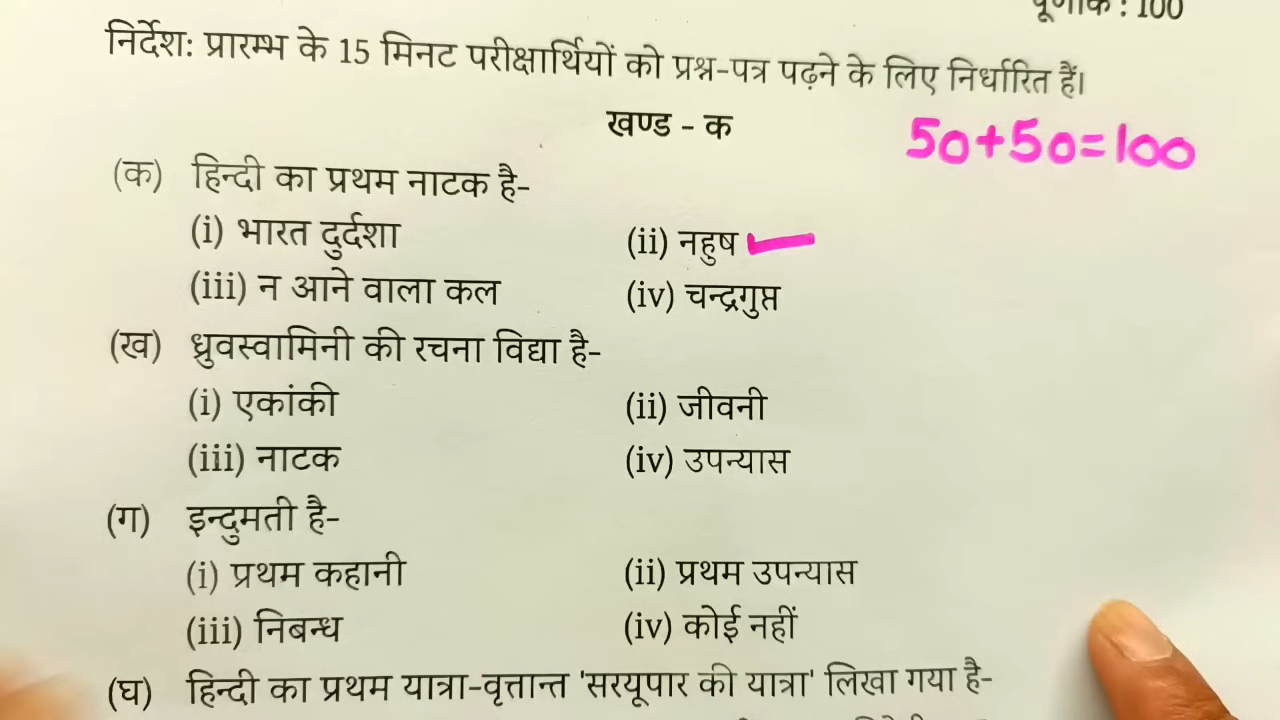 पूर्णांक : 100
निर्देश: प्रारम्भ के 15 मिनट परीक्षार्थियों को प्रश्न-पत्र पढ़ने के लिए निर्धारित हैं।
खण्ड - क
50+50=100
(क) हिन्दी का प्रथम नाटक है-
(i) भारत दुर्दशा (ii) नहुष
(iii) न आने वाला कल (iv) चन्द्रगुप्त
(ख) ध्रुवस्वामिनी की रचना विद्या है-
(i) एकांकी (ii) जीवनी
(iii) नाटक (iv) उपन्यास
(ग) इन्दुमती है-
(i) प्रथम कहानी (ii) प्रथम उपन्यास
(iii) निबन्ध (iv) कोई नहीं
(घ) हिन्दी का प्रथम यात्रा-वृत्तान्त 'सरयूपार की यात्रा' लिखा गया है-